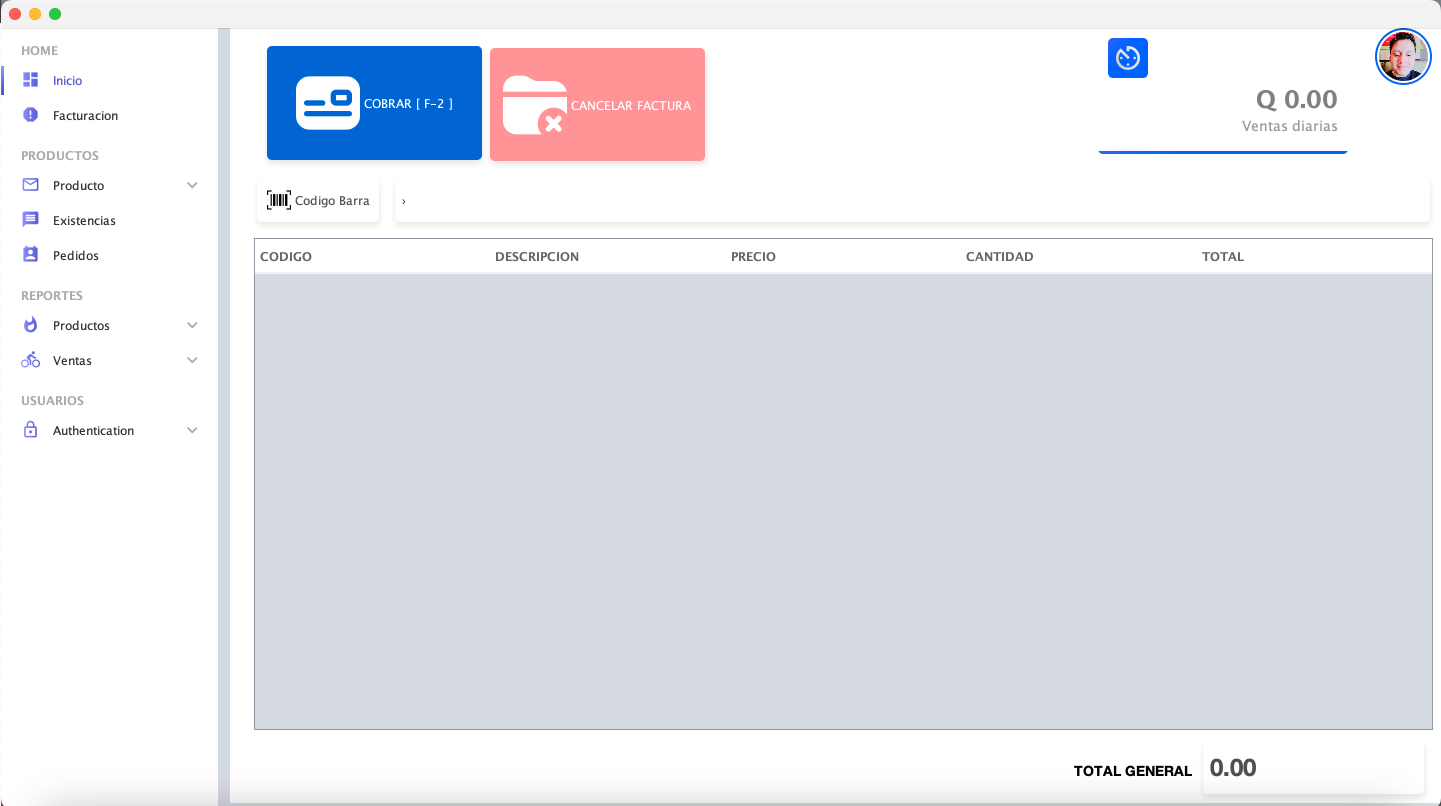 HOME
Inicio
Facturacion
PRODUCTOS
Producto
Existencias
Pedidos
REPORTES
Productos
Ventas
USUARIOS
Authentication
COBRAR [ F-2 ]
CANCELAR FACTURA
Q 0.00
Ventas diarias
Codigo Barra
›
CODIGO DESCRIPCION PRECIO CANTIDAD TOTAL
TOTAL GENERAL 0.00